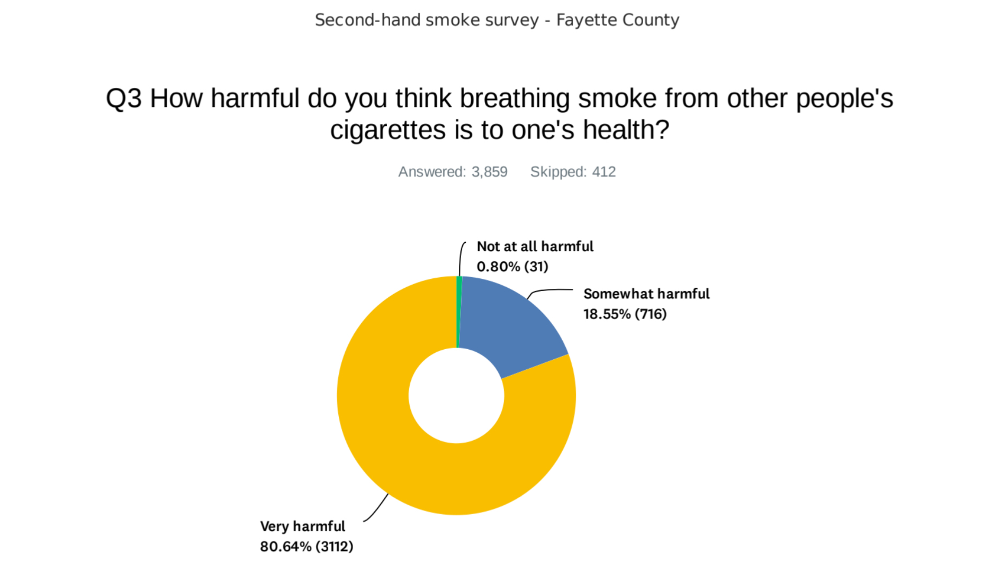 Second-hand smoke survey - Fayette County
Q3 How harmful do you think breathing smoke from other people's
cigarettes is to one's health?
Answered: 3,859 Skipped: 412
Not at all harmful
0.80% (31)
Somewhat harmful
18.55% (716)
Very harmful
80.64% (3112)